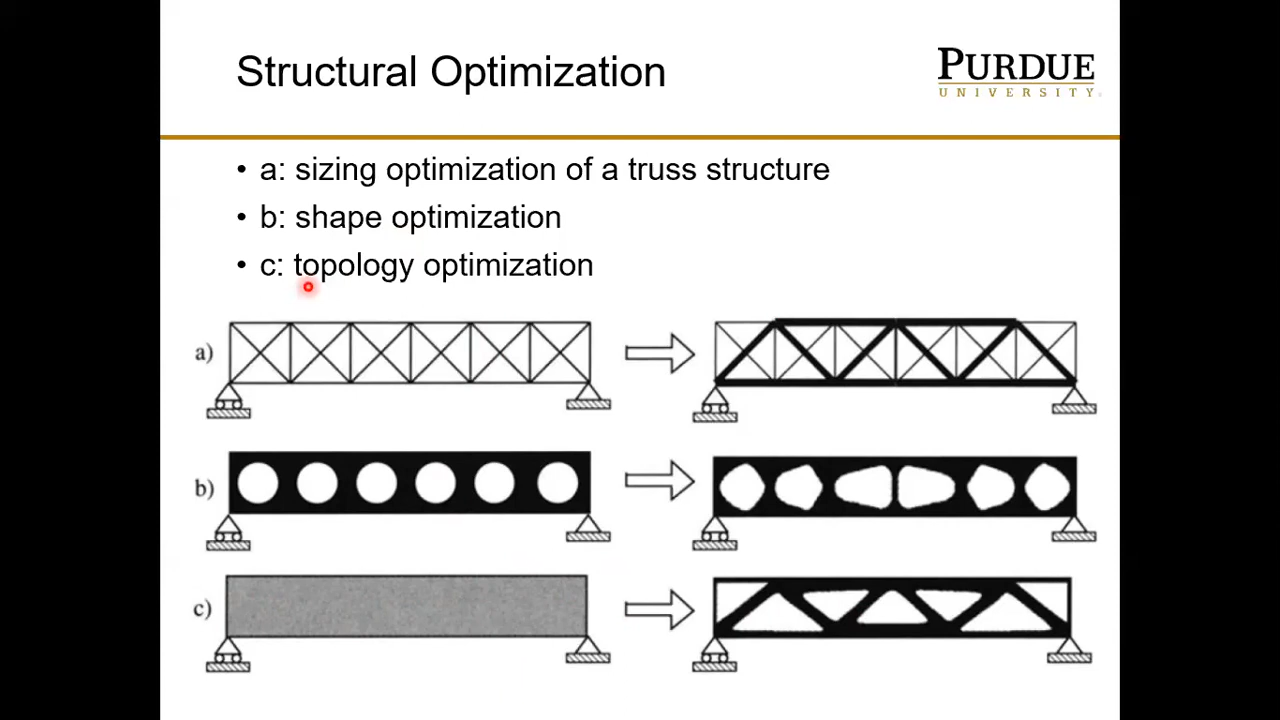 Structural Optimization
PURDUE
UNIVERSITY
• a: sizing optimization of a truss structure
• b: shape optimization
• c: topology optimization
a)
b)
c)